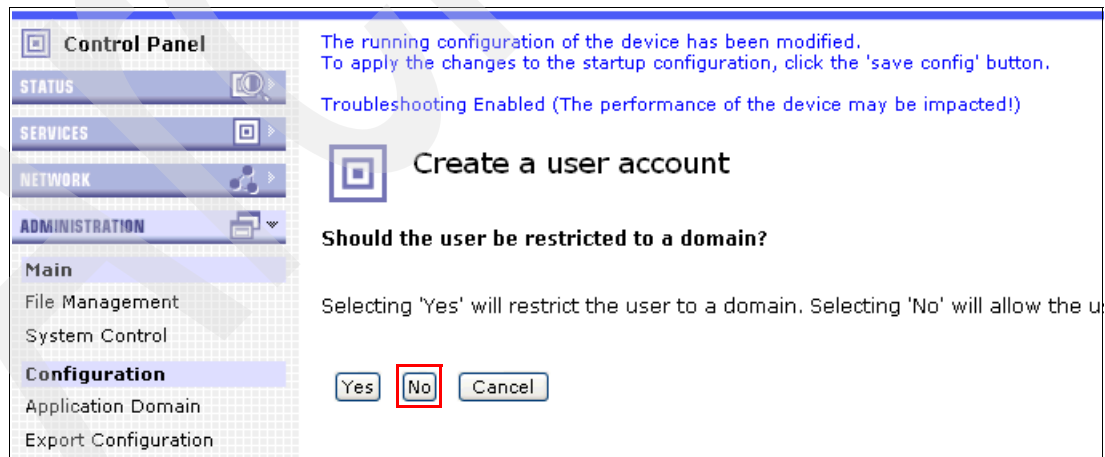 Control Panel
STATUS
SERVICES
NETWORK
ADMINISTRATION
Main
File Management
System Control
Configuration
Application Domain
Export Configuration
The running configuration of the device has been modified.
To apply the changes to the startup configuration, click the 'save config' button.
Troubleshooting Enabled (The performance of the device may be impacted!)
Create a user account
Should the user be restricted to a domain?
Selecting 'Yes' will restrict the user to a domain. Selecting 'No' will allow the
Yes No Cancel